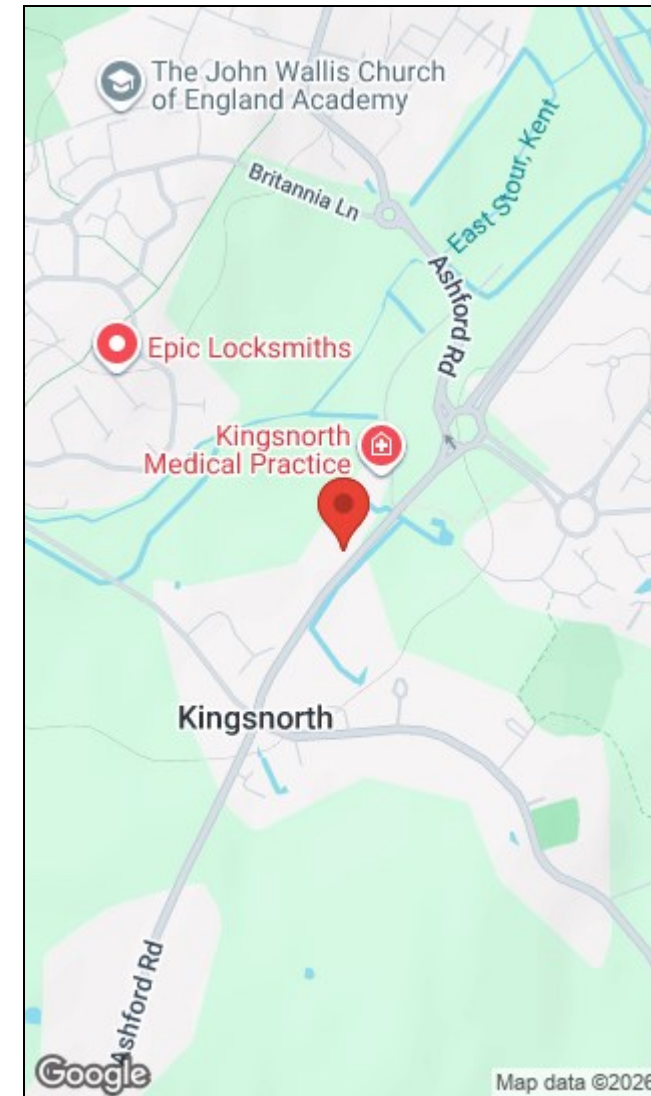 The John Wallis Church
of England Academy
Britannia Ln
East Stour, Kent
Ashford Rd
Epic Locksmiths
Kingsnorth
Medical Practice
Kingsnorth
Ashford Rd
Google
Map data ©2026